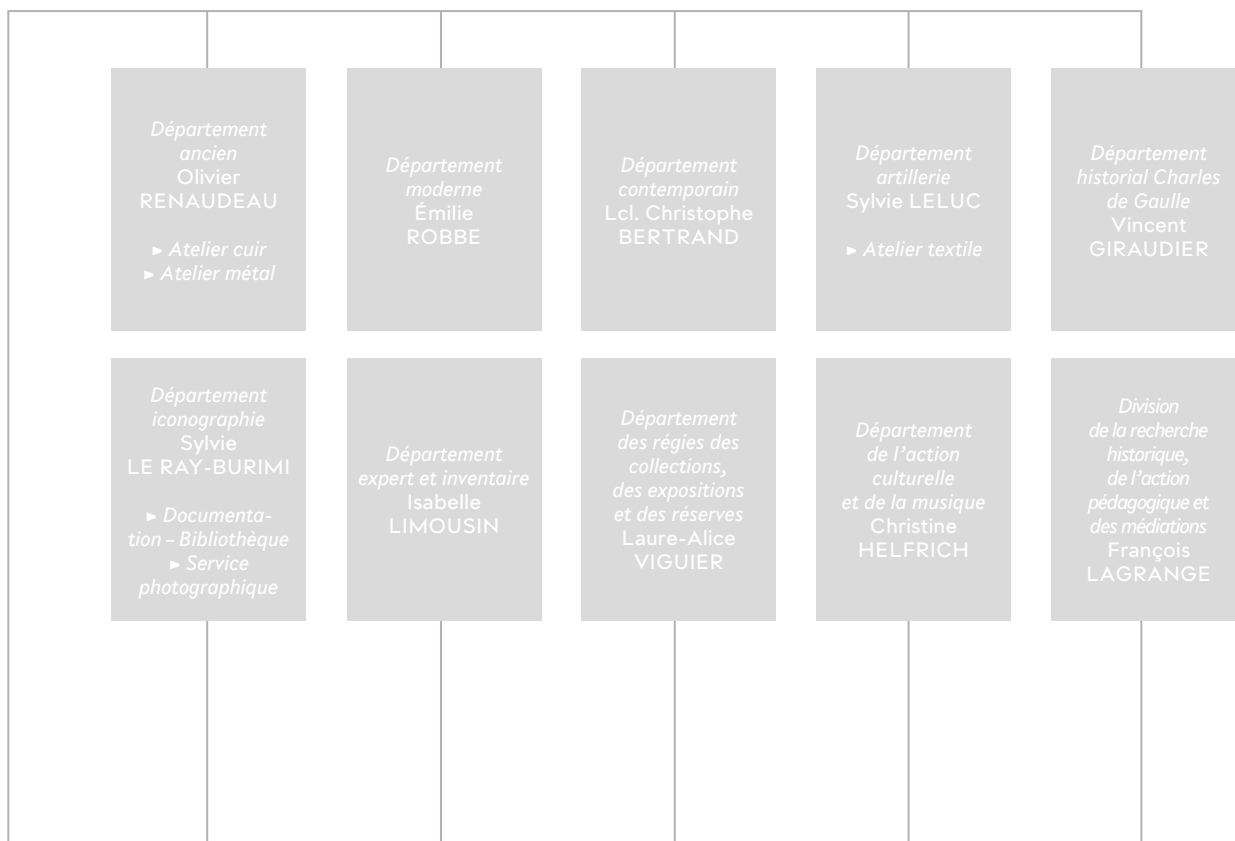 Département
ancien
Olivier
RENAUDEAU
▸ Atelier cuir
▸ Atelier métal
Département
moderne
Émilie
ROBBE
Département
contemporain
Lcl. Christophe
BERTRAND
Département
artillerie
Sylvie LELUC
▸ Atelier textile
Département
historial Charles
de Gaulle
Vincent
GIRAUDIER
Département
iconographie
Sylvie
LE RAY-BURIMI
▸ Documenta-
tion – Bibliothèque
▸ Service
photographique
Département
expert et inventaire
Isabelle
LIMOUSIN
Département
des régies des
collections,
des expositions
et des réserves
Laure-Alice
VIGUIER
Département
de l’action
culturelle
et de la musique
Christine
HELFRICH
Division
de la recherche
historique,
de l’action
pédagogique et
des médiations
François
LAGRANGE